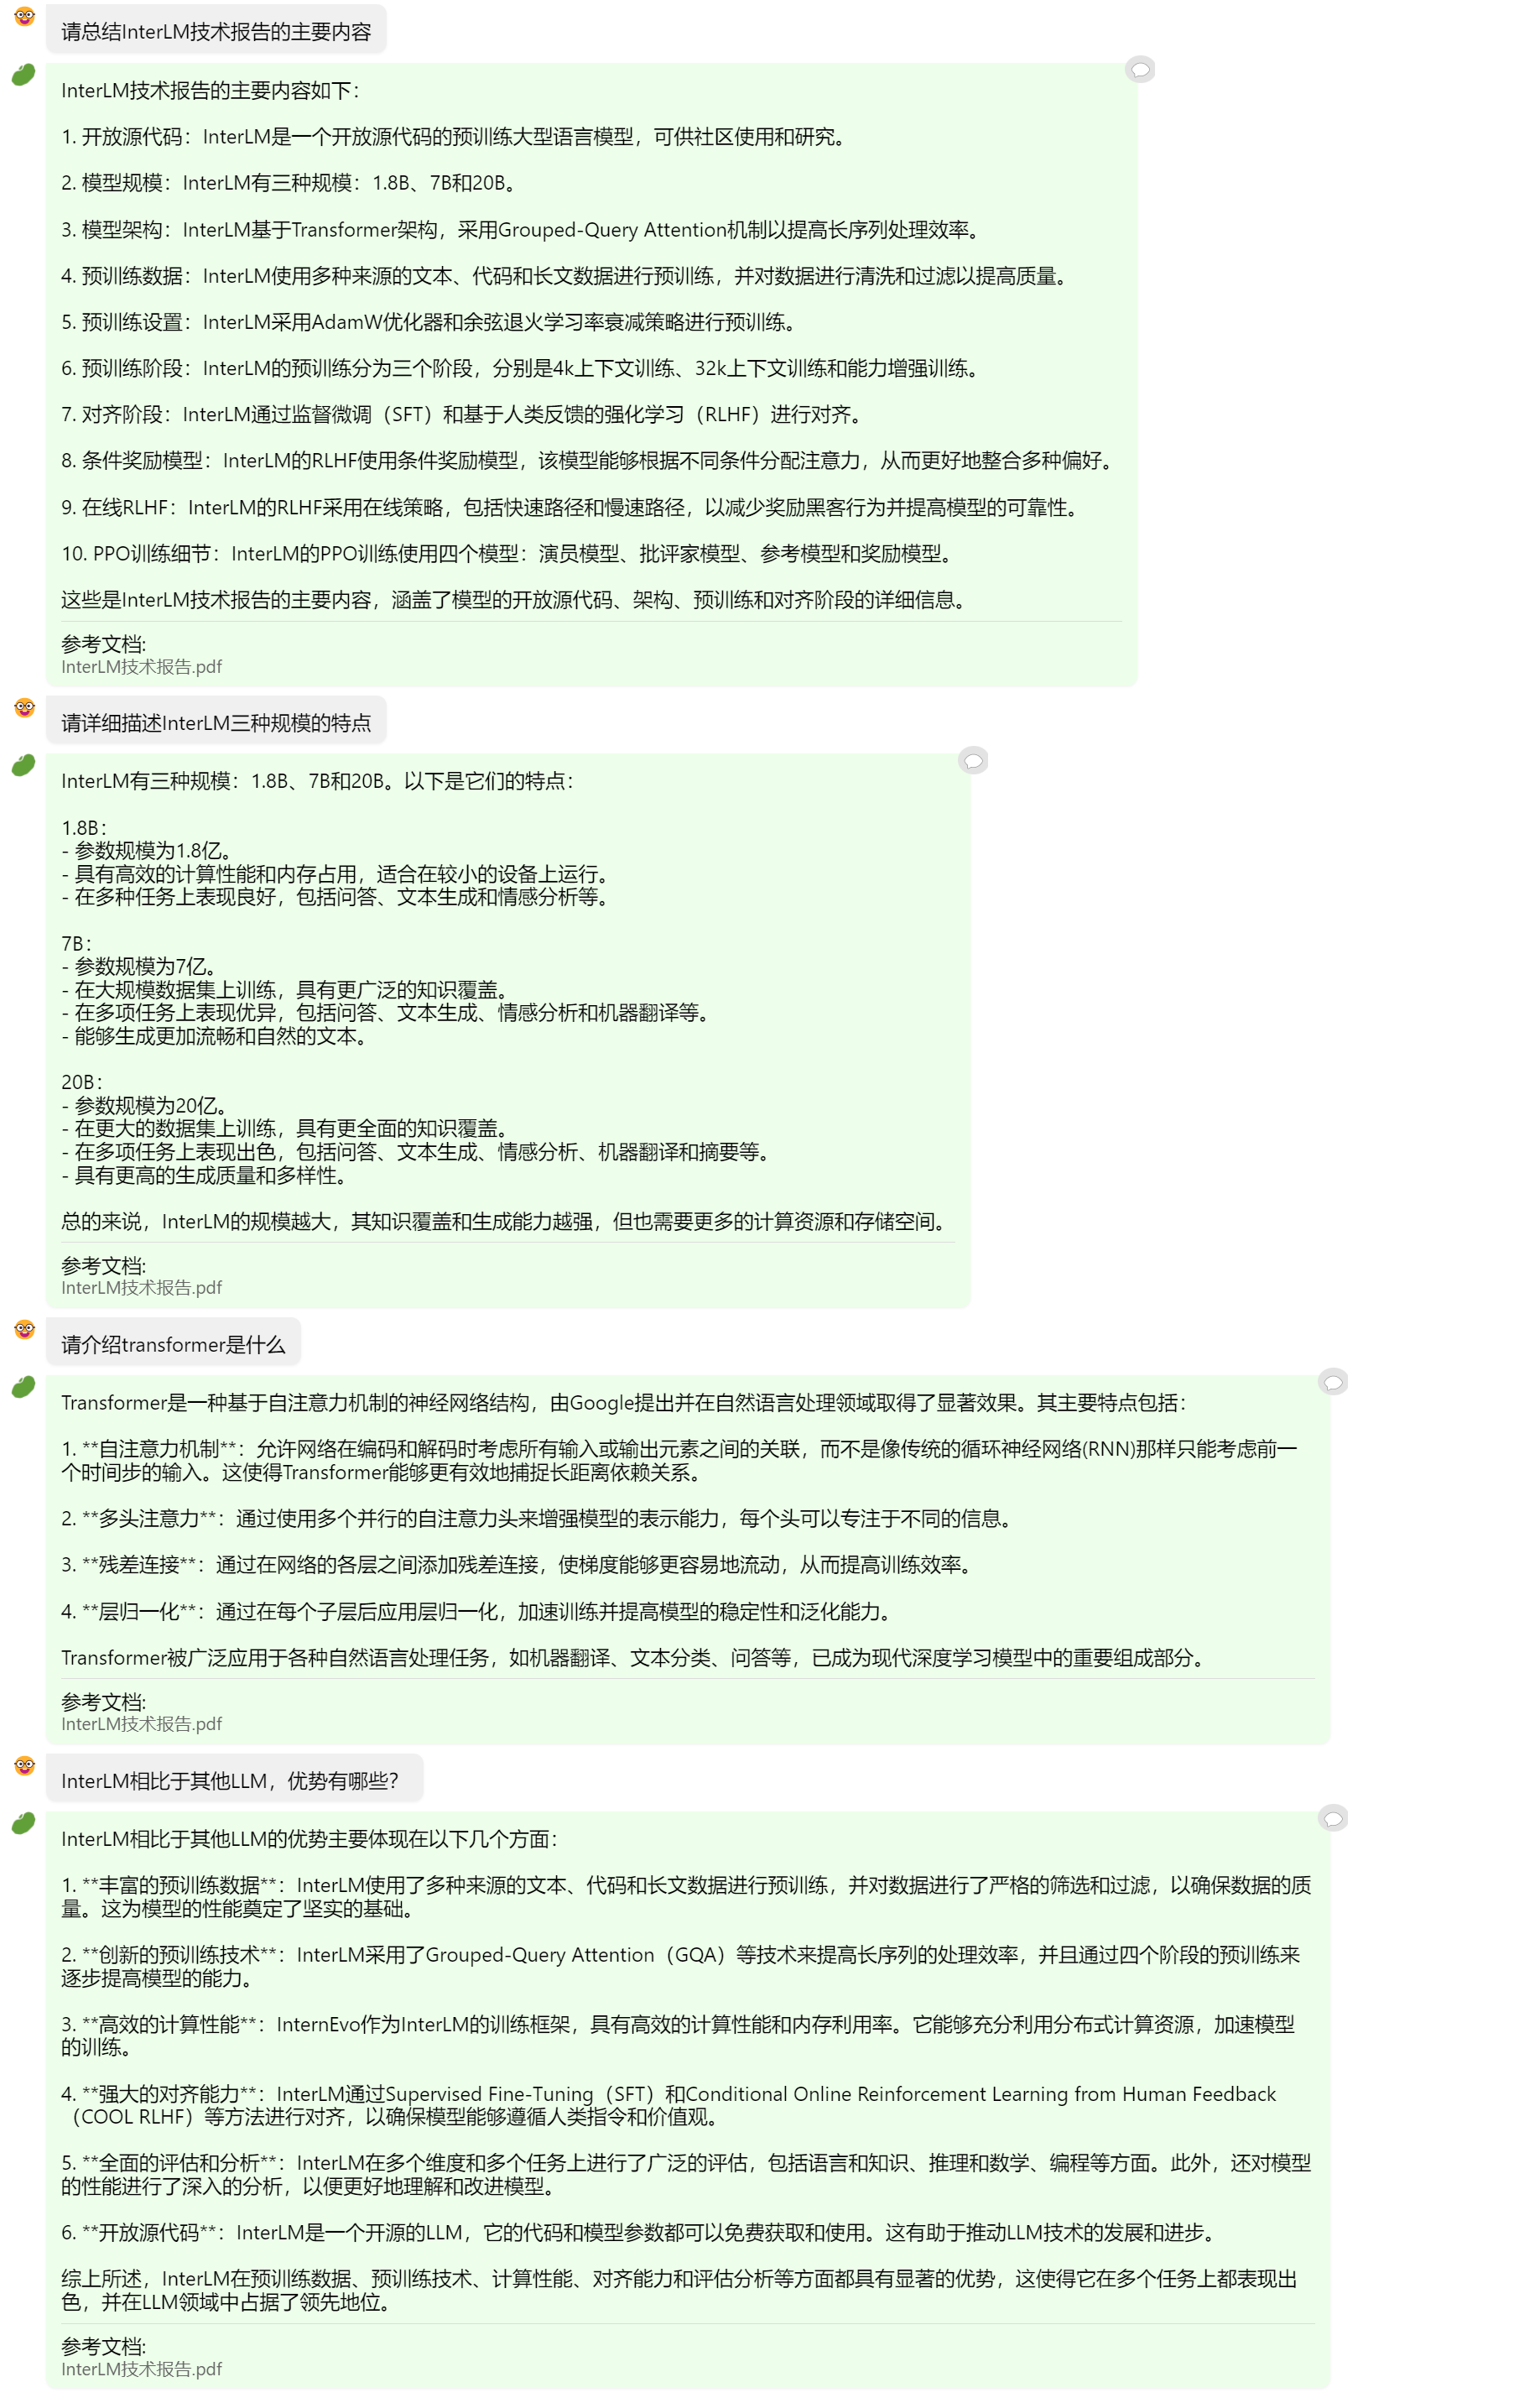 请总结InterLM技术报告的主要内容
InterLM技术报告的主要内容如下：
1. 开放源代码：InterLM是一个开放源代码的预训练大型语言模型，可供社区使用和研究。
2. 模型规模：InterLM有三种规模：1.8B、7B和20B。
3. 模型架构：InterLM基于Transformer架构，采用Grouped-Query Attention机制以提高长序列处理效率。
4. 预训练数据：InterLM使用多种来源的文本、代码和长文数据进行预训练，并对数据进行清洗和过滤以提高质量。
5. 预训练设置：InterLM采用AdamW优化器和余弦退火学习率衰减策略进行预训练。
6. 预训练阶段：InterLM的预训练分为三个阶段，分别是4k上下文训练、32k上下文训练和能力增强训练。
7. 对齐阶段：InterLM通过监督微调（SFT）和基于人类反馈的强化学习（RLHF）进行对齐。
8. 条件奖励模型：InterLM的RLHF使用条件奖励模型，该模型能够根据不同条件分配注意力，从而更好地整合多种偏好。
9. 在线RLHF：InterLM的RLHF采用在线策略，包括快速路径和慢速路径，以减少奖励黑客行为并提高模型的可靠性。
10. PPO训练细节：InterLM的PPO训练使用四个模型：演员模型、批评家模型、参考模型和奖励模型。
这些是InterLM技术报告的主要内容，涵盖了模型的开放源代码、架构、预训练和对齐阶段的详细信息。
参考文档:
InterLM技术报告.pdf
请详细描述InterLM三种规模的特点
InterLM有三种规模：1.8B、7B和20B。以下是它们的特点：
1.8B：
- 参数规模为1.8亿。
- 具有高效的计算性能和内存占用，适合在较小的设备上运行。
- 在多种任务上表现良好，包括问答、文本生成和情感分析等。
7B：
- 参数规模为7亿。
- 在大规模数据集上训练，具有更广泛的知识覆盖。
- 在多项任务上表现优异，包括问答、文本生成、情感分析和机器翻译等。
- 能够生成更加流畅和自然的文本。
20B：
- 参数规模为20亿。
- 在更大的数据集上训练，具有更全面的知识覆盖。
- 在多项任务上表现出色，包括问答、文本生成、情感分析、机器翻译和摘要等。
- 具有更高的生成质量和多样性。
总的来说，InterLM的规模越大，其知识覆盖和生成能力越强，但也需要更多的计算资源和存储空间。
参考文档:
InterLM技术报告.pdf
请介绍transformer是什么
Transformer是一种基于自注意力机制的神经网络结构，由Google提出并在自然语言处理领域取得了显著效果。其主要特点包括：
1. **自注意力机制**：允许网络在编码和解码时考虑所有输入或输出元素之间的关联，而不是像传统的循环神经网络(RNN)那样只能考虑前一
个时间步的输入。这使得Transformer能够更有效地捕捉长距离依赖关系。
2. **多头注意力**：通过使用多个并行的自注意力头来增强模型的表示能力，每个头可以专注于不同的信息。
3. **残差连接**：通过在网络的各层之间添加残差连接，使梯度能够更容易地流动，从而提高训练效率。
4. **层归一化**：通过在每个子层后应用层归一化，加速训练并提高模型的稳定性和泛化能力。
Transformer被广泛应用于各种自然语言处理任务，如机器翻译、文本分类、问答等，已成为现代深度学习模型中的重要组成部分。
参考文档:
InterLM技术报告.pdf
InterLM相比于其他LLM，优势有哪些？
InterLM相比于其他LLM的优势主要体现在以下几个方面：
1. **丰富的预训练数据**：InterLM使用了多种来源的文本、代码和长文数据进行预训练，并对数据进行了严格的筛选和过滤，以确保数据的质
量。这为模型的性能奠定了坚实的基础。
2. **创新的预训练技术**：InterLM采用了Grouped-Query Attention（GQA）等技术来提高长序列的处理效率，并且通过四个阶段的预训练来
逐步提高模型的能力。
3. **高效的计算性能**：InternEvo作为InterLM的训练框架，具有高效的计算性能和内存利用率。它能够充分利用分布式计算资源，加速模型
的训练。
4. **强大的对齐能力**：InterLM通过Supervised Fine-Tuning（SFT）和Conditional Online Reinforcement Learning from Human Feedback
（COOL RLHF）等方法进行对齐，以确保模型能够遵循人类指令和价值观。
5. **全面的评估和分析**：InterLM在多个维度和多个任务上进行了广泛的评估，包括语言和知识、推理和数学、编程等方面。此外，还对模型
的性能进行了深入的分析，以便更好地理解和改进模型。
6. **开放源代码**：InterLM是一个开源的LLM，它的代码和模型参数都可以免费获取和使用。这有助于推动LLM技术的发展和进步。
综上所述，InterLM在预训练数据、预训练技术、计算性能、对齐能力和评估分析等方面都具有显著的优势，这使得它在多个任务上都表现出
色，并在LLM领域中占据了领先地位。
参考文档:
InterLM技术报告.pdf